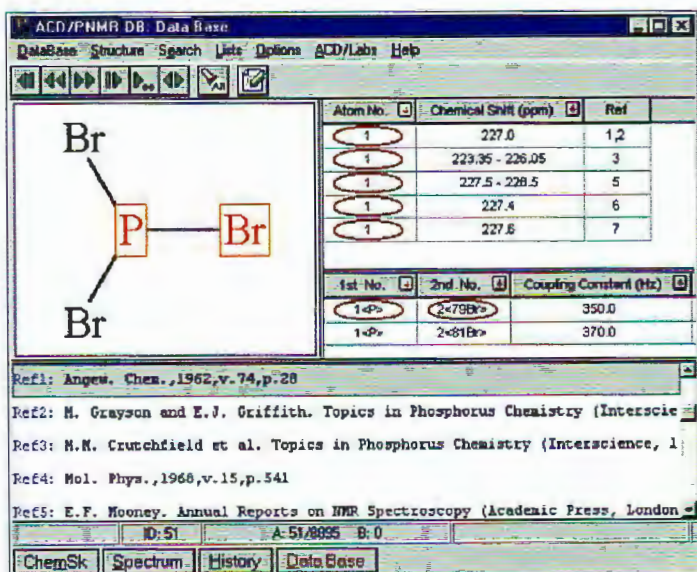 ACD/PNMR DB: Data Base
DataBase Structure Search Lists Options ACD/Labs Help
All
Br
P Br
Br
Atom No. Chemical Shift (ppm) Ref
1 227.0 1,2
1 223.35 - 226.05 3
1 227.5 - 228.5 5
1 227.4 6
1 227.6 7
1st No. 2nd No. Coupling Constant (Hz)
1<P> 2<79Br> 350.0
1<P> 2<81Br> 370.0
Ref1: Angew. Chem.,1962,v.74,p.28
Ref2: M. Grayson and E.J. Griffith. Topics in Phosphorus Chemistry (Interscie
Ref3: M.M. Crutchfield et al. Topics in Phosphorus Chemistry (Interscience, 1
Ref4: Mol. Phys.,1968,v.15,p.541
Ref5: E.F. Mooney. Annual Reports on NMR Spectroscopy (Academic Press, London
ID: 51 A: 51/8895 B: 0
ChemSk Spectrum History Data Base